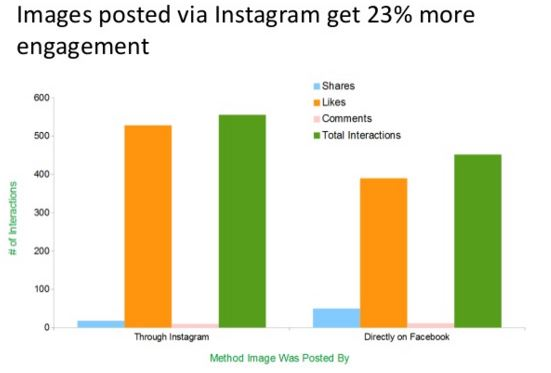 Images posted via Instagram get 23% more
engagement
Shares
Likes
Comments
Total Interactions
600
500
400
300
200
100
0
# of Interactions
Through Instagram
Directly on Facebook
Method Image Was Posted By